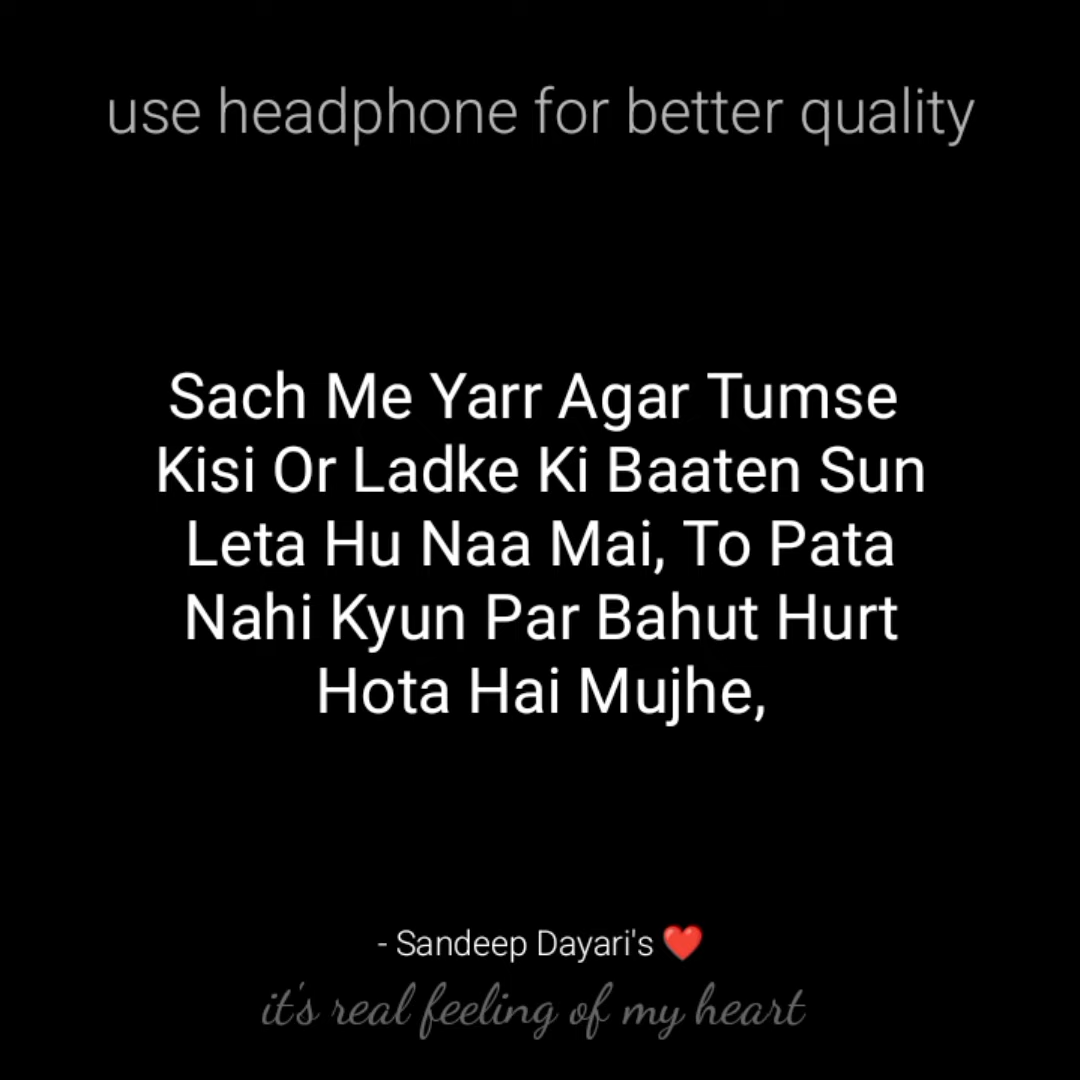 use headphone for better quality
Sach Me Yarr Agar Tumse
Kisi Or Ladke Ki Baaten Sun
Leta Hu Naa Mai, To Pata
Nahi Kyun Par Bahut Hurt
Hota Hai Mujhe,
- Sandeep Dayari's ❤️
it's real feeling of my heart